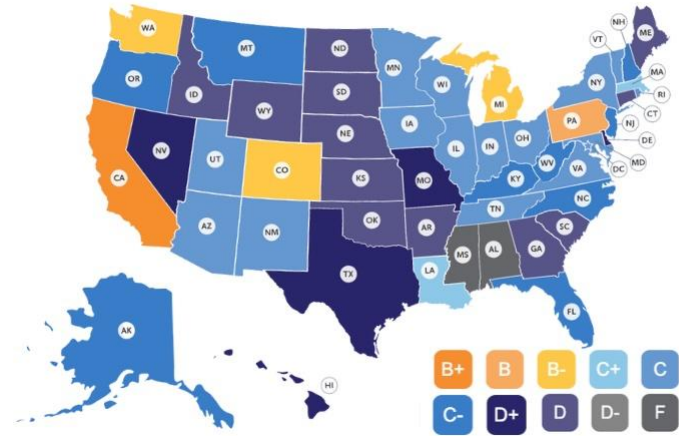 NH
VT
ME
WA
MT
ND
MN
OR
ID
SD
WI
NY
MA
RI
CT
WY
MI
IA
NE
PA
NJ
DE
NV
UT
CO
IL
IN
OH
WV
VA
MD
DC
CA
KS
MO
KY
NC
TN
AZ
NM
OK
AR
SC
MS
AL
GA
TX
LA
FL
AK
HI
B+ B B- C+ C
C- D+ D D- F